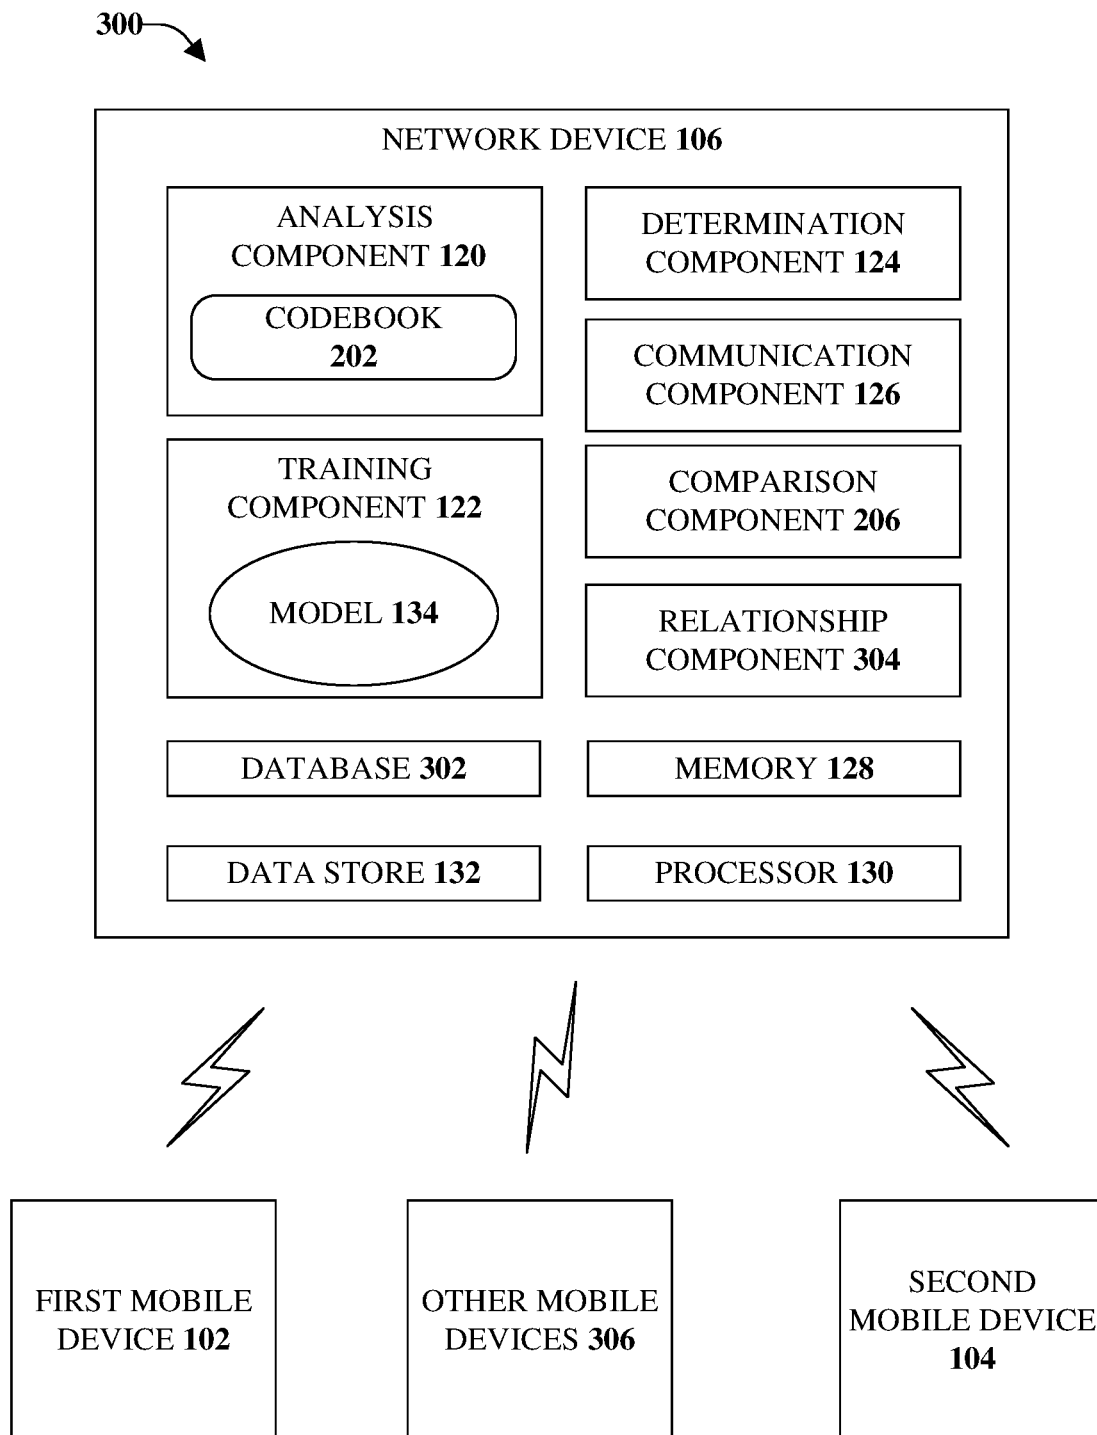 300
NETWORK DEVICE 106
ANALYSIS
COMPONENT 120
CODEBOOK
202
TRAINING
COMPONENT 122
MODEL 134
DATABASE 302
DATA STORE 132
DETERMINATION
COMPONENT 124
COMMUNICATION
COMPONENT 126
COMPARISON
COMPONENT 206
RELATIONSHIP
COMPONENT 304
MEMORY 128
PROCESSOR 130
FIRST MOBILE
DEVICE 102
OTHER MOBILE
DEVICES 306
SECOND
MOBILE DEVICE
104